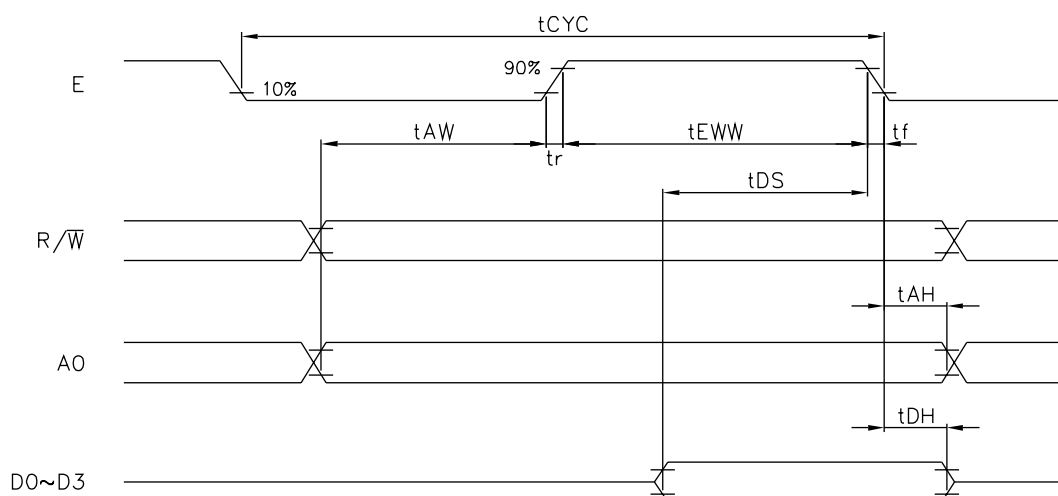 tCYC
E
10%
90%
tAW
tr
tEWW
tf
tDS
R/W̅
tAH
A0
tDH
D0~D3